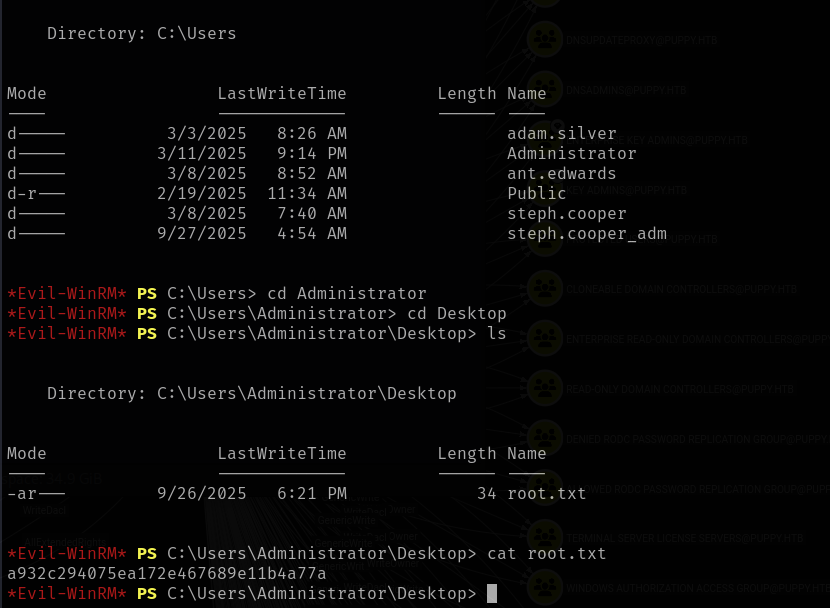 Directory: C:\Users
Mode LastWriteTime Length Name
---- ------------- ------ ----
d----- 3/3/2025 8:26 AM adam.silver
d----- 3/11/2025 9:14 PM Administrator
d----- 3/8/2025 8:52 AM ant.edwards
d-r--- 2/19/2025 11:34 AM Public
d----- 3/8/2025 7:40 AM steph.cooper
d----- 9/27/2025 4:54 AM steph.cooper_adm
*Evil-WinRM* PS C:\Users> cd Administrator
*Evil-WinRM* PS C:\Users\Administrator> cd Desktop
*Evil-WinRM* PS C:\Users\Administrator\Desktop> ls
Directory: C:\Users\Administrator\Desktop
Mode LastWriteTime Length Name
---- ------------- ------ ----
-ar--- 9/26/2025 6:21 PM 34 root.txt
*Evil-WinRM* PS C:\Users\Administrator\Desktop> cat root.txt
a932c294075ea172e467689e11b4a77a
*Evil-WinRM* PS C:\Users\Administrator\Desktop>
DNSUPDATEPROXY@PUPPY.HTB
DNSADMINS@PUPPY.HTB
KEY ADMINS@PUPPY.HTB
KEY ADMINS@PUPPY.HTB
@PUPPY.HTB
CLONEABLE DOMAIN CONTROLLERS@PUPPY.HTB
ENTERPRISE READ-ONLY DOMAIN CONTROLLERS@PUPPY
READ-ONLY DOMAIN CONTROLLERS@PUPPY.HTB
DENIED RODC PASSWORD REPLICATION GROUP@PUPPY
RODC PASSWORD REPLICATION GROUP@PUPPY
TERMINAL SERVER LICENSE SERVERS@PUPPY.HTB
WINDOWS AUTHORIZATION ACCESS GROUP@PUPPY.HT
GenericWrite